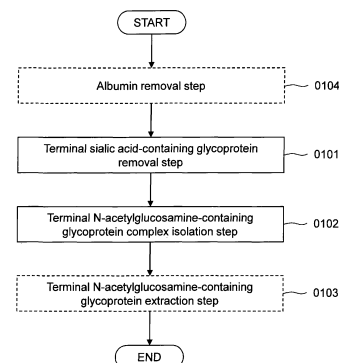 START
Albumin removal step
0104
Terminal sialic acid-containing glycoprotein
removal step
0101
Terminal N-acetylglucosamine-containing
glycoprotein complex isolation step
0102
Terminal N-acetylglucosamine-containing
glycoprotein extraction step
0103
END